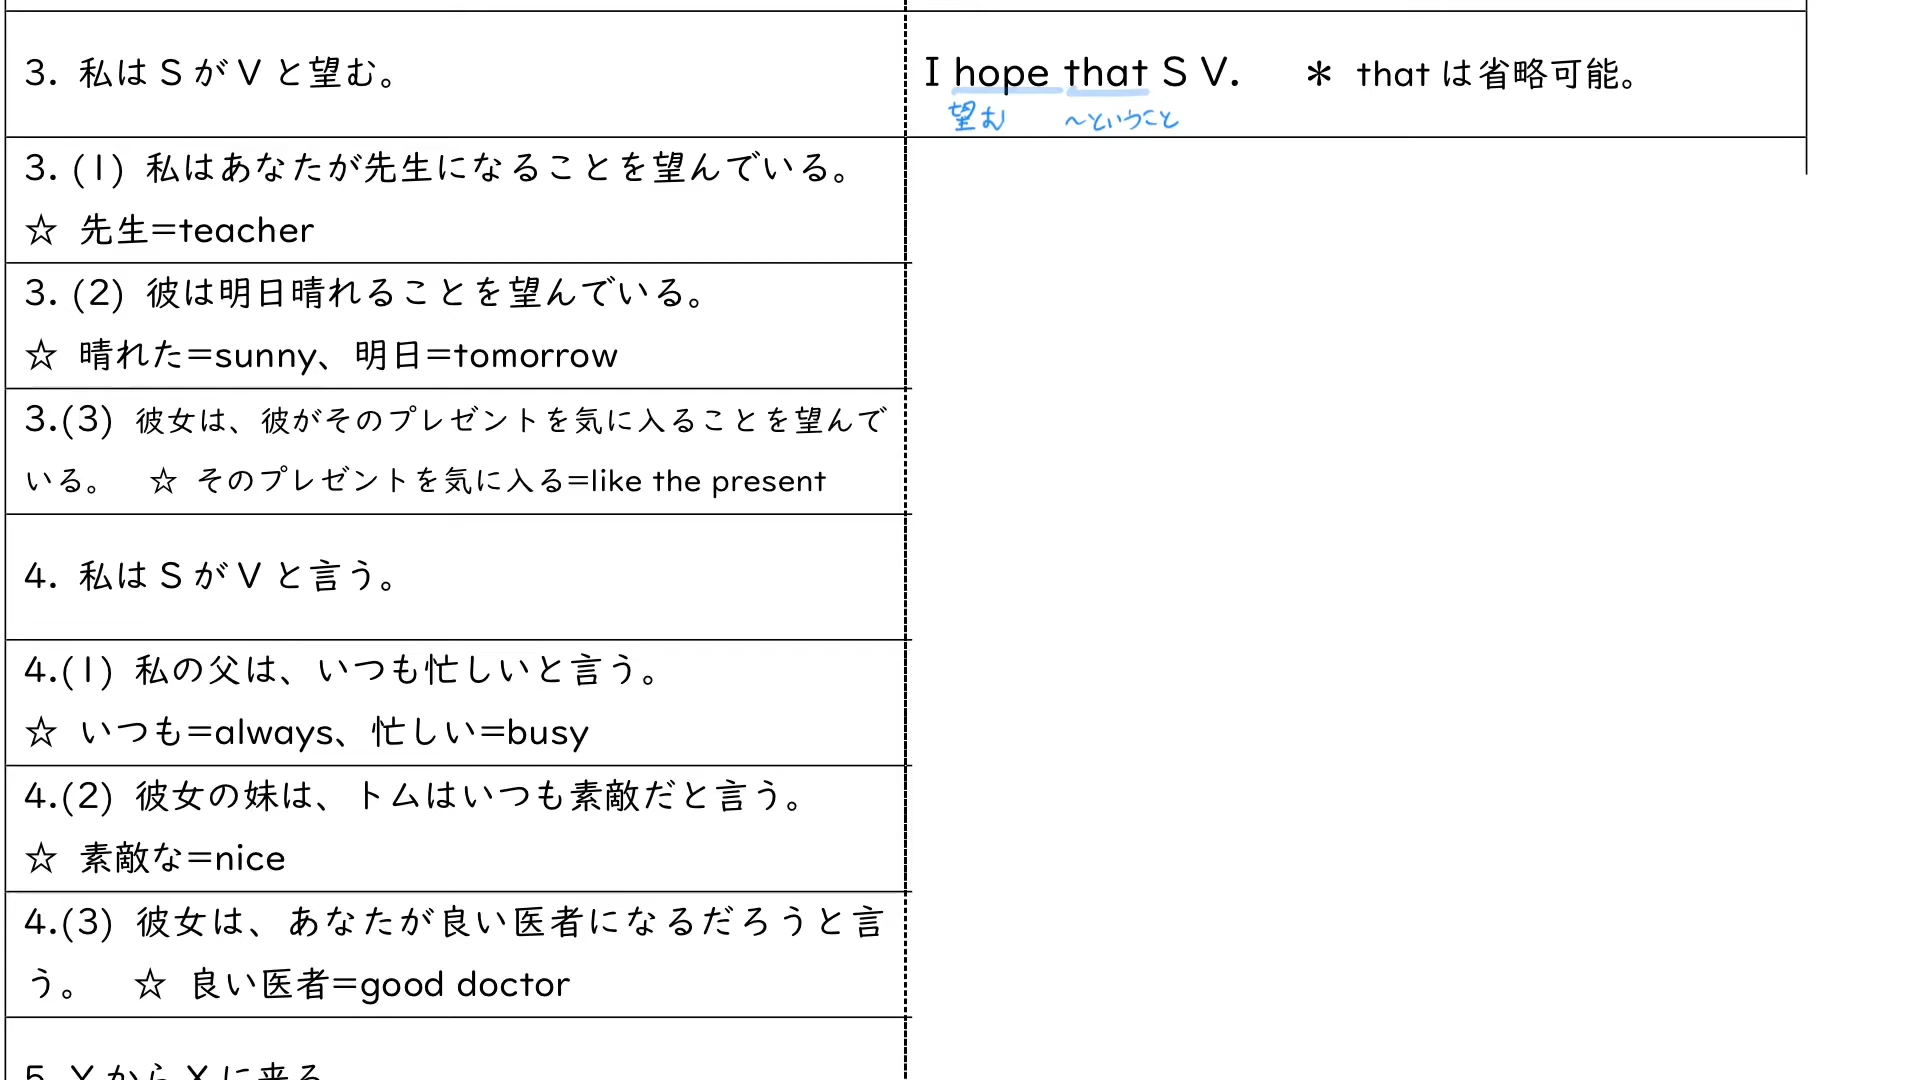 3. 私は S が V と望む。
I hope that S V.　＊ that は省略可能。
望む　～ということ
3. (1) 私はあなたが先生になることを望んでいる。
☆ 先生=teacher
3. (2) 彼は明日晴れることを望んでいる。
☆ 晴れた=sunny、明日=tomorrow
3.(3) 彼女は、彼がそのプレゼントを気に入ることを望んで
いる。　☆ そのプレゼントを気に入る=like the present
4. 私は S が V と言う。
4.(1) 私の父は、いつも忙しいと言う。
☆ いつも=always、忙しい=busy
4.(2) 彼女の妹は、トムはいつも素敵だと言う。
☆ 素敵な=nice
4.(3) 彼女は、あなたが良い医者になるだろうと言
う。　☆ 良い医者=good doctor
5. Y から X に来る